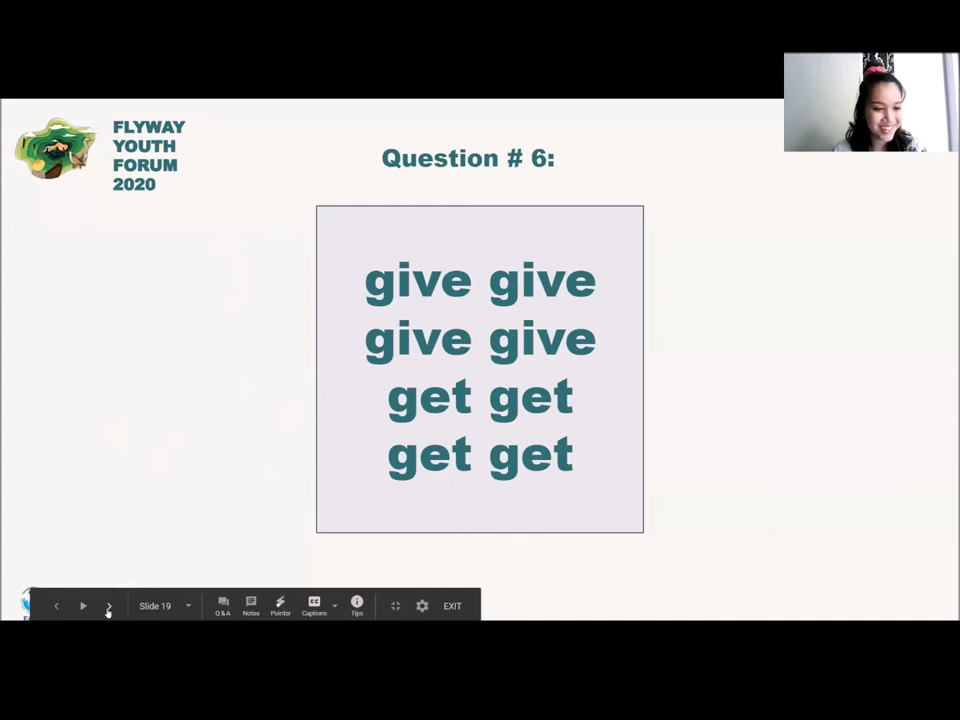 FLYWAY
YOUTH
FORUM
2020
Question # 6:
give give
give give
get get
get get
Slide 19
Q & A
Notes
Pointer
Captions
Tips
EXIT